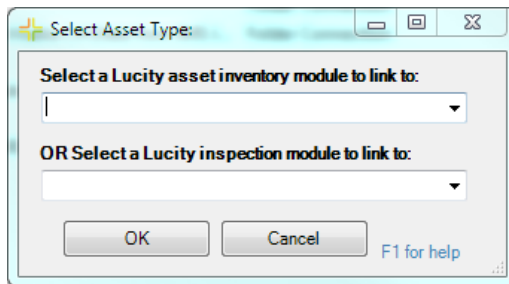 Select Asset Type:
Select a Lucity asset inventory module to link to:
OR Select a Lucity inspection module to link to:
OK Cancel
F1 for help